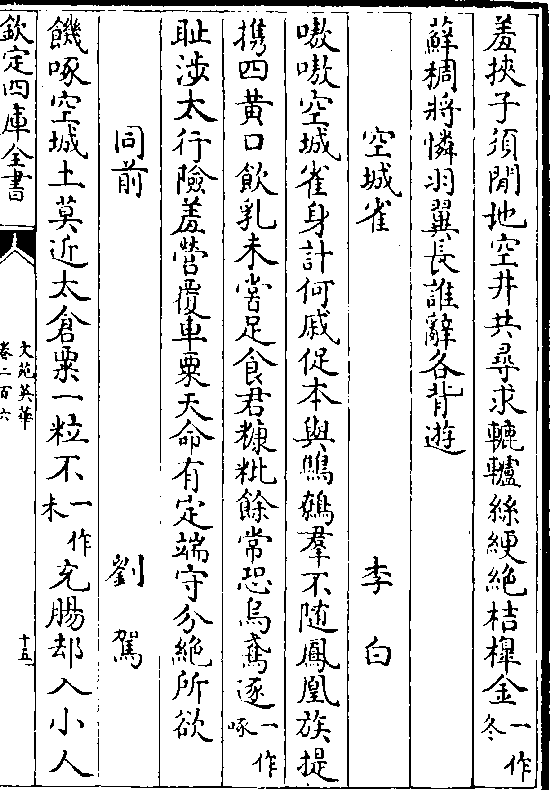 羞挾子須閒地空井共尋求轆轤絲綆絶桔橰金一作冬
蘚稠將憐羽翼長誰辭各背遊
空城雀 李白
嗷嗷空城雀身計何戚促本與鷦鷯羣不隨鳳凰族提
攜四黃口飲乳未嘗足食君糠粃餘常恐烏鳶逐一作啄
耻涉太行險羞營覆車粟天命有定端守分絶所欲
同前 劉駕
饑啄空城土莫近太倉粟一粒不一作未充腸却入小人
欽定四庫全書
文苑英華
卷二百六
十五